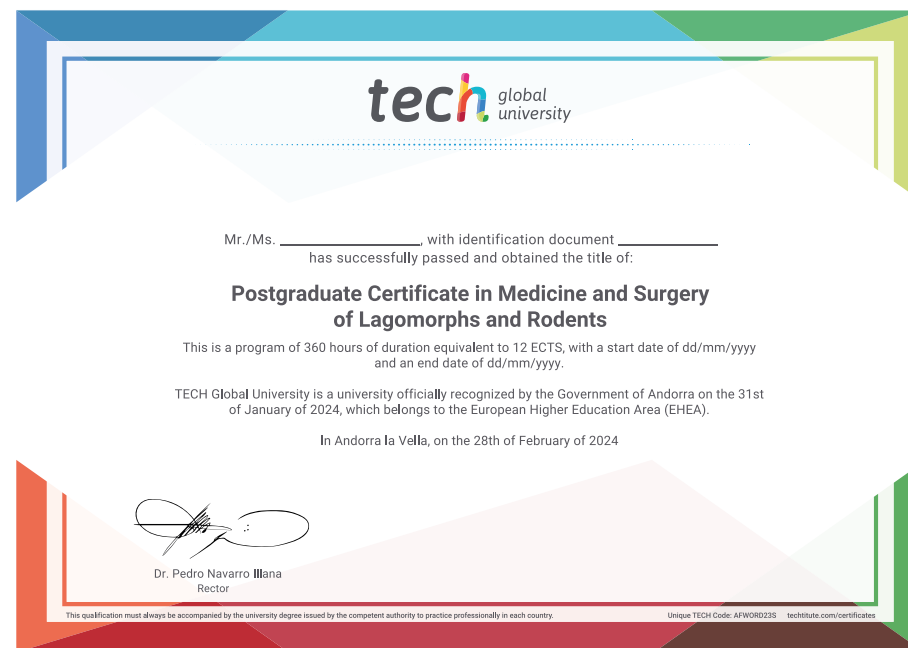 tech global university
Mr./Ms. ____________, with identification document ____________
has successfully passed and obtained the title of:
Postgraduate Certificate in Medicine and Surgery
of Lagomorphs and Rodents
This is a program of 360 hours of duration equivalent to 12 ECTS, with a start date of dd/mm/yyyy
and an end date of dd/mm/yyyy.
TECH Global University is a university officially recognized by the Government of Andorra on the 31st
of January of 2024, which belongs to the European Higher Education Area (EHEA).
In Andorra la Vella, on the 28th of February of 2024
Dr. Pedro Navarro Illana
Rector
This qualification must always be accompanied by the university degree issued by the competent authority to practice professionally in each country.
Unique TECH Code: AFWORD23S techtitute.com/certificates